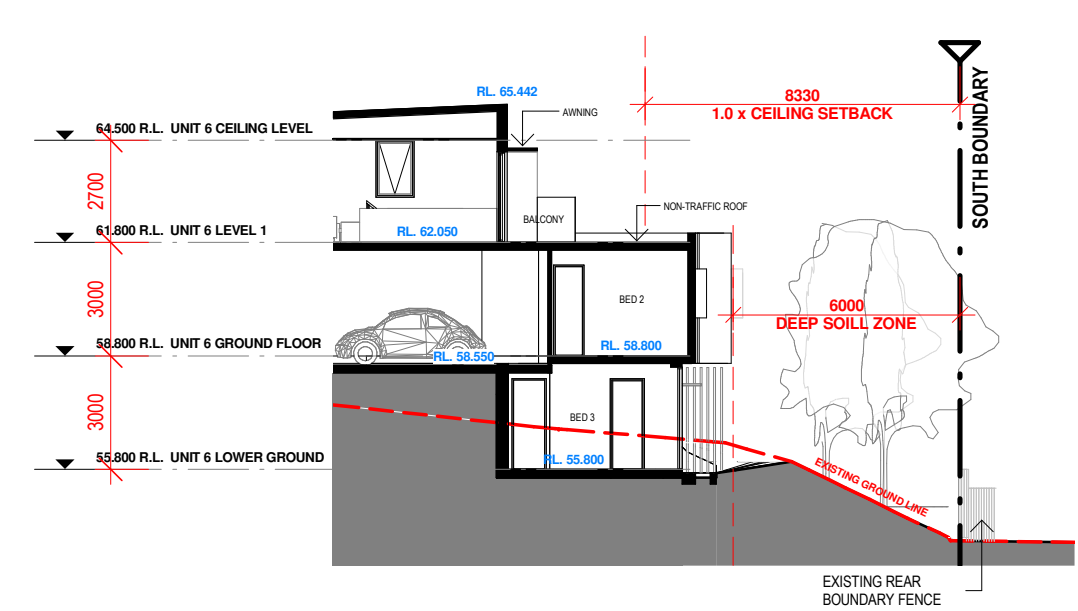 RL. 65.442
8330
1.0 x CEILING SETBACK
SOUTH BOUNDARY
AWNING
64.500 R.L. UNIT 6 CEILING LEVEL
2700
BALCONY
NON-TRAFFIC ROOF
61.800 R.L. UNIT 6 LEVEL 1
RL. 62.050
3000
BED 2
6000
DEEP SOILL ZONE
58.800 R.L. UNIT 6 GROUND FLOOR
RL. 58.550
RL. 58.800
3000
BED 3
55.800 R.L. UNIT 6 LOWER GROUND
RL. 55.800
EXISTING GROUND LINE
EXISTING REAR
BOUNDARY FENCE